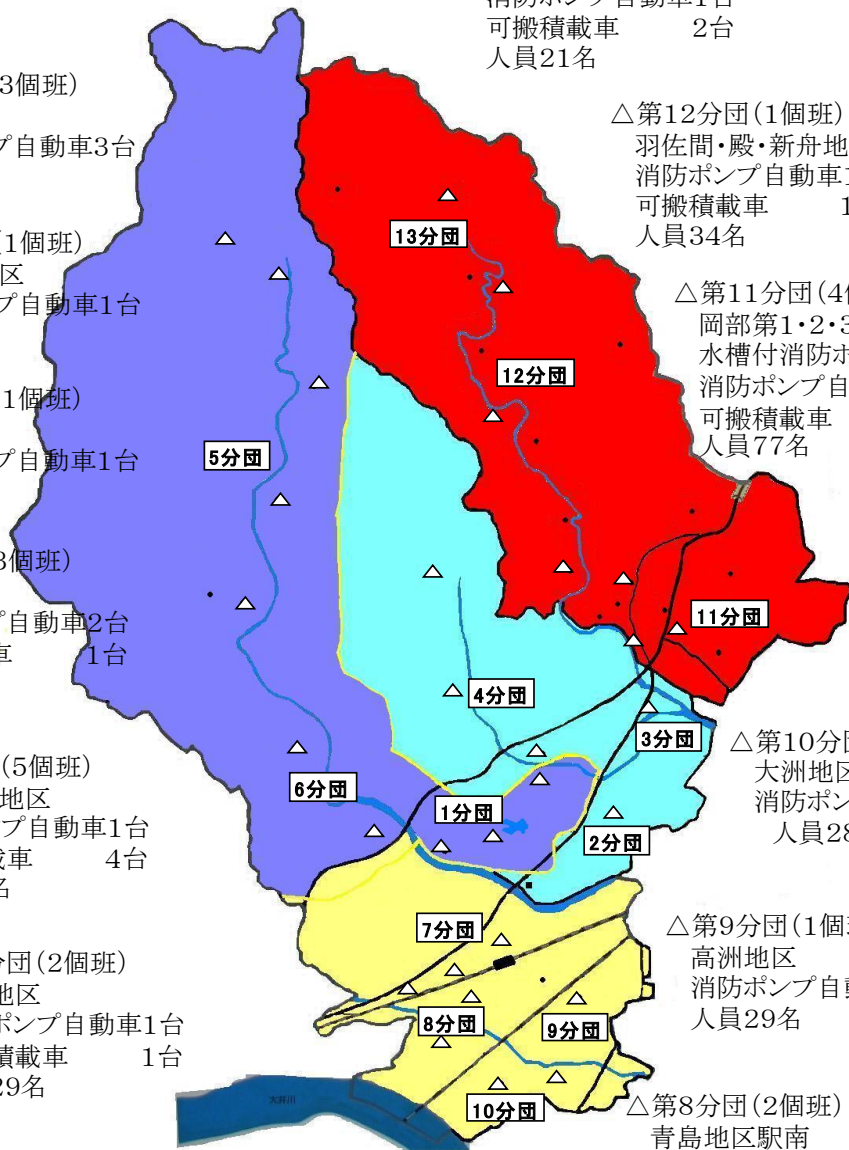 消防ポンプ自動車1台
可搬積載車 2台
人員21名
3個班)
プ自動車3台
△第12分団(1個班)
羽佐間・殿・新舟地
消防ポンプ自動車
可搬積載車 1
人員34名
(1個班)
区
プ自動車1台
△第11分団(4個
岡部第1・2・3
水槽付消防ポ
消防ポンプ自
可搬積載車
人員77名
1個班)
プ自動車1台
3個班)
プ自動車2台
車 1台
△第10分団
大洲地区
消防ポン
人員28
(5個班)
地区
プ自動車1台
載車 4台
名
△第9分団(1個班
高洲地区
消防ポンプ自動
人員29名
分団(2個班)
地区
ポンプ自動車1台
積載車 1台
29名
△第8分団(2個班)
青島地区駅南
13分団
12分団
5分団
11分団
4分団
3分団
6分団
1分団
2分団
7分団
8分団
9分団
10分団
大井川